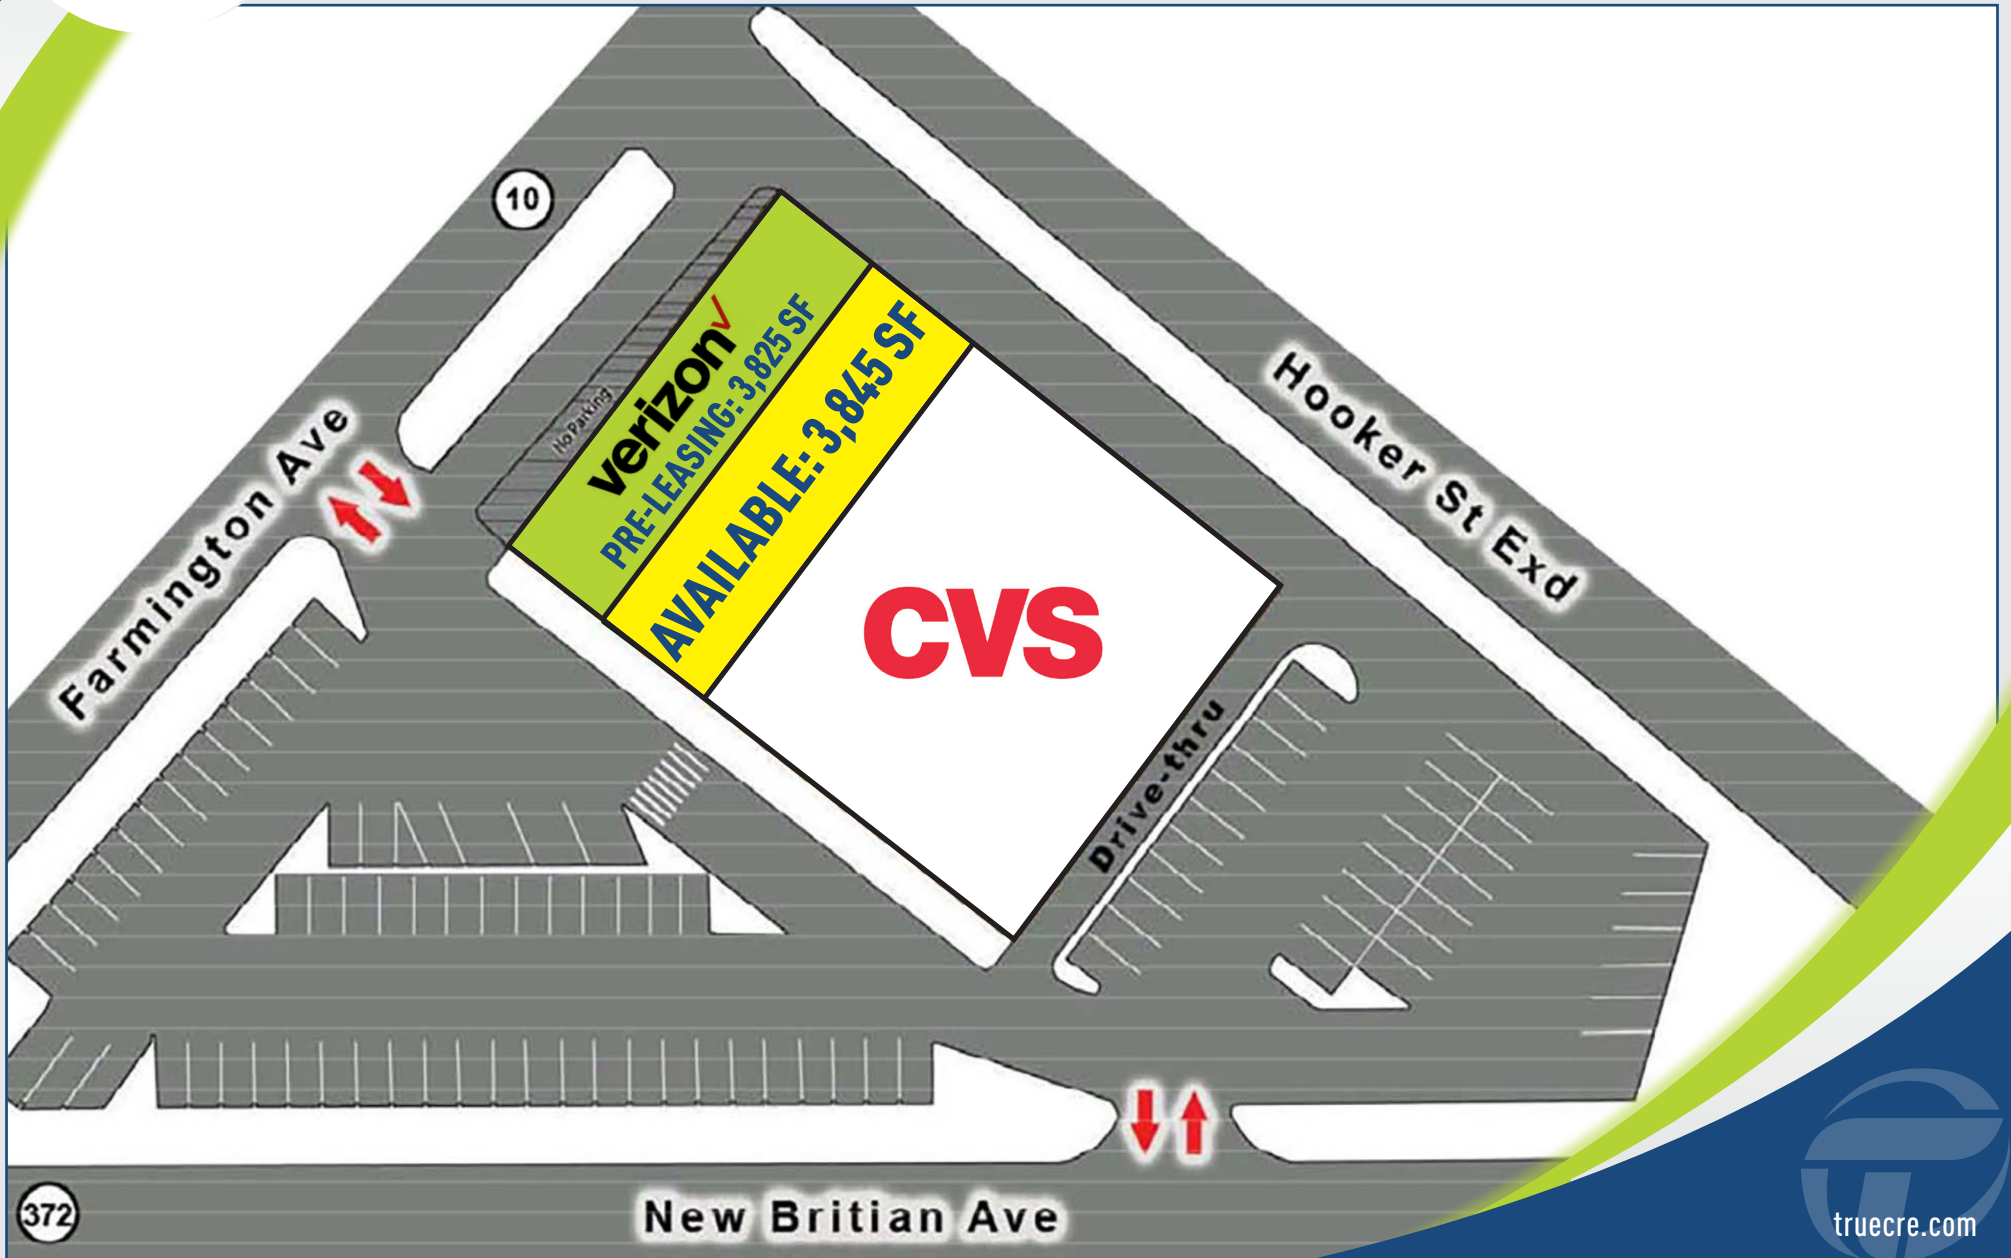 10
No Parking
verizon✓
PRE-LEASING: 3,825 SF
AVAILABLE: 3,845 SF
Hooker St Exd
Farmington Ave
CVS
Drive-thru
372
New Britian Ave
truecre.com